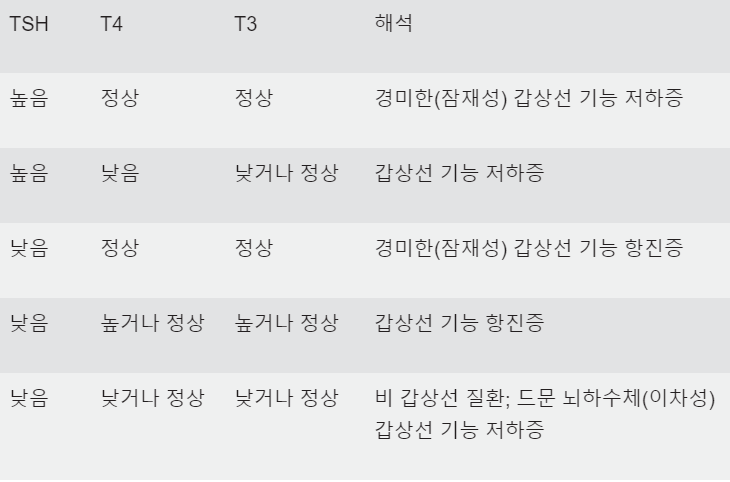 TSH T4 T3 해석
높음 정상 정상 경미한(잠재성) 갑상선 기능 저하증
높음 낮음 낮거나 정상 갑상선 기능 저하증
낮음 정상 정상 경미한(잠재성) 갑상선 기능 항진증
낮음 높거나 정상 높거나 정상 갑상선 기능 항진증
낮음 낮거나 정상 낮거나 정상 비 갑상선 질환; 드문 뇌하수체(이차성)
갑상선 기능 저하증